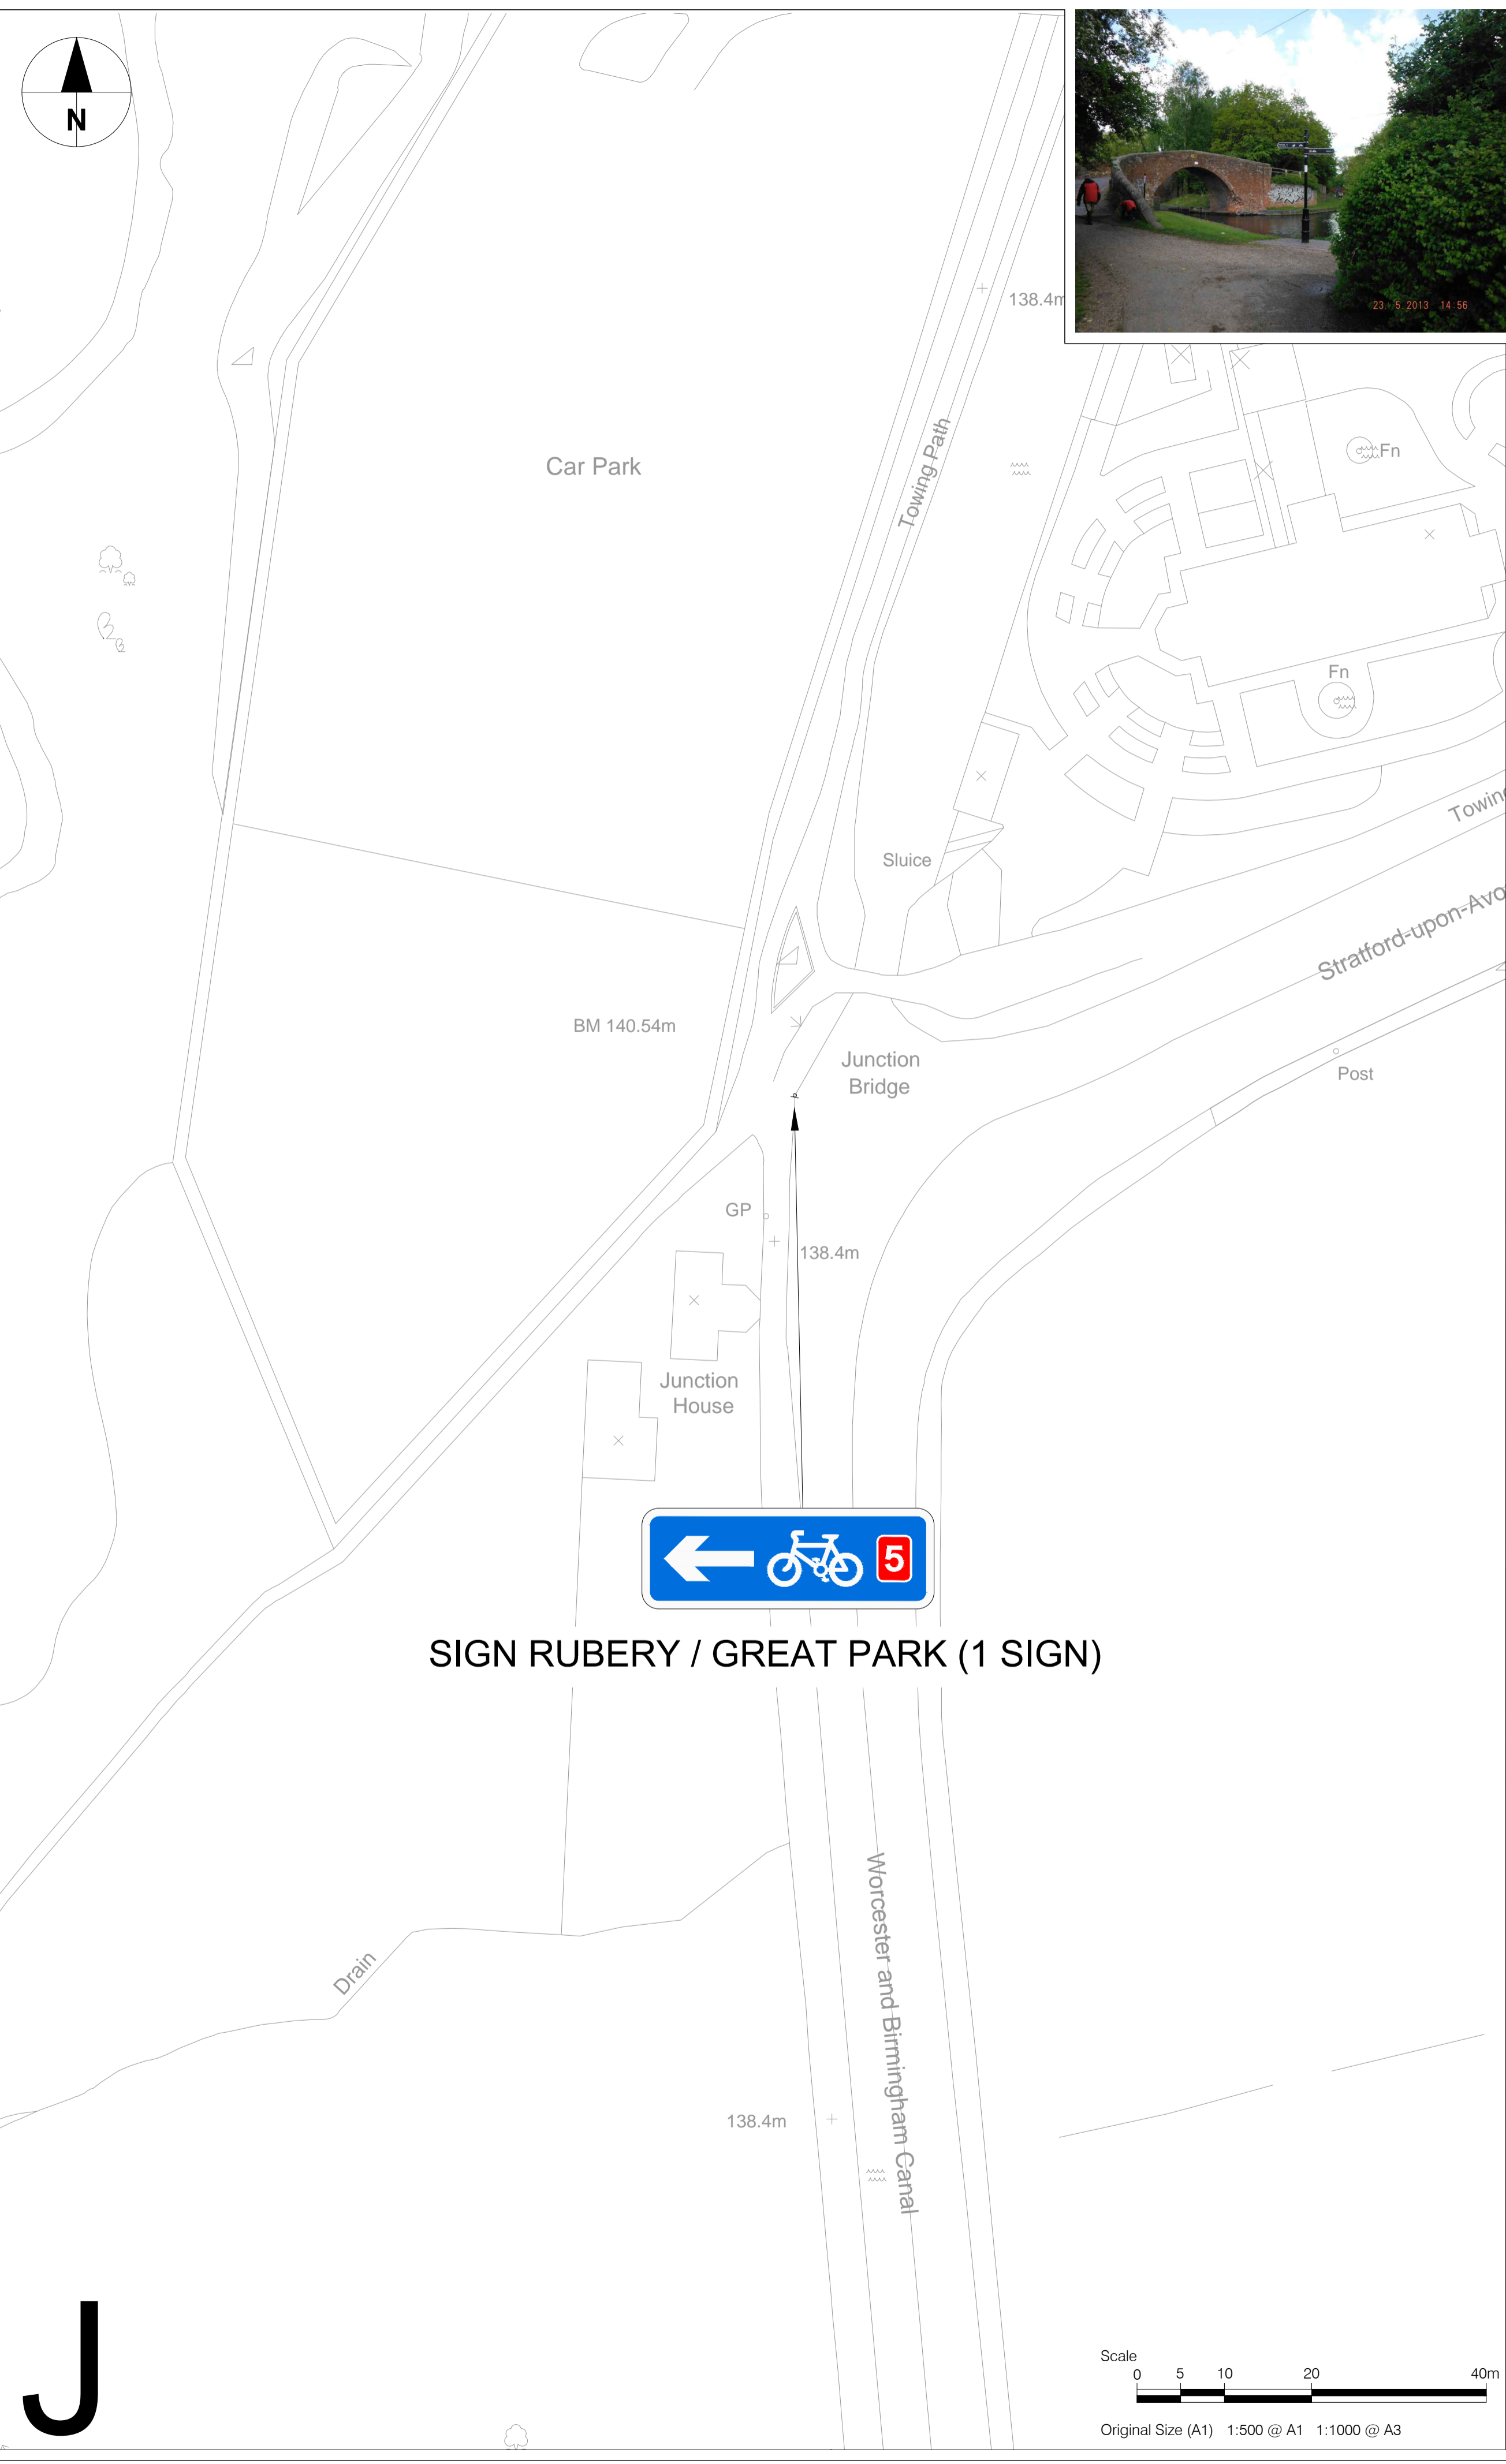 N
23 5 2013 14:56
138.4m
Car Park
Towing Path
Fn
Fn
Towing
Sluice
Stratford-upon-Avo
BM 140.54m
Junction
Bridge
Post
GP
138.4m
Junction
House
5
SIGN RUBERY / GREAT PARK (1 SIGN)
Worcester and Birmingham Canal
Drain
138.4m
J
Scale
0 5 10 20 40m
Original Size (A1) 1:500 @ A1 1:1000 @ A3